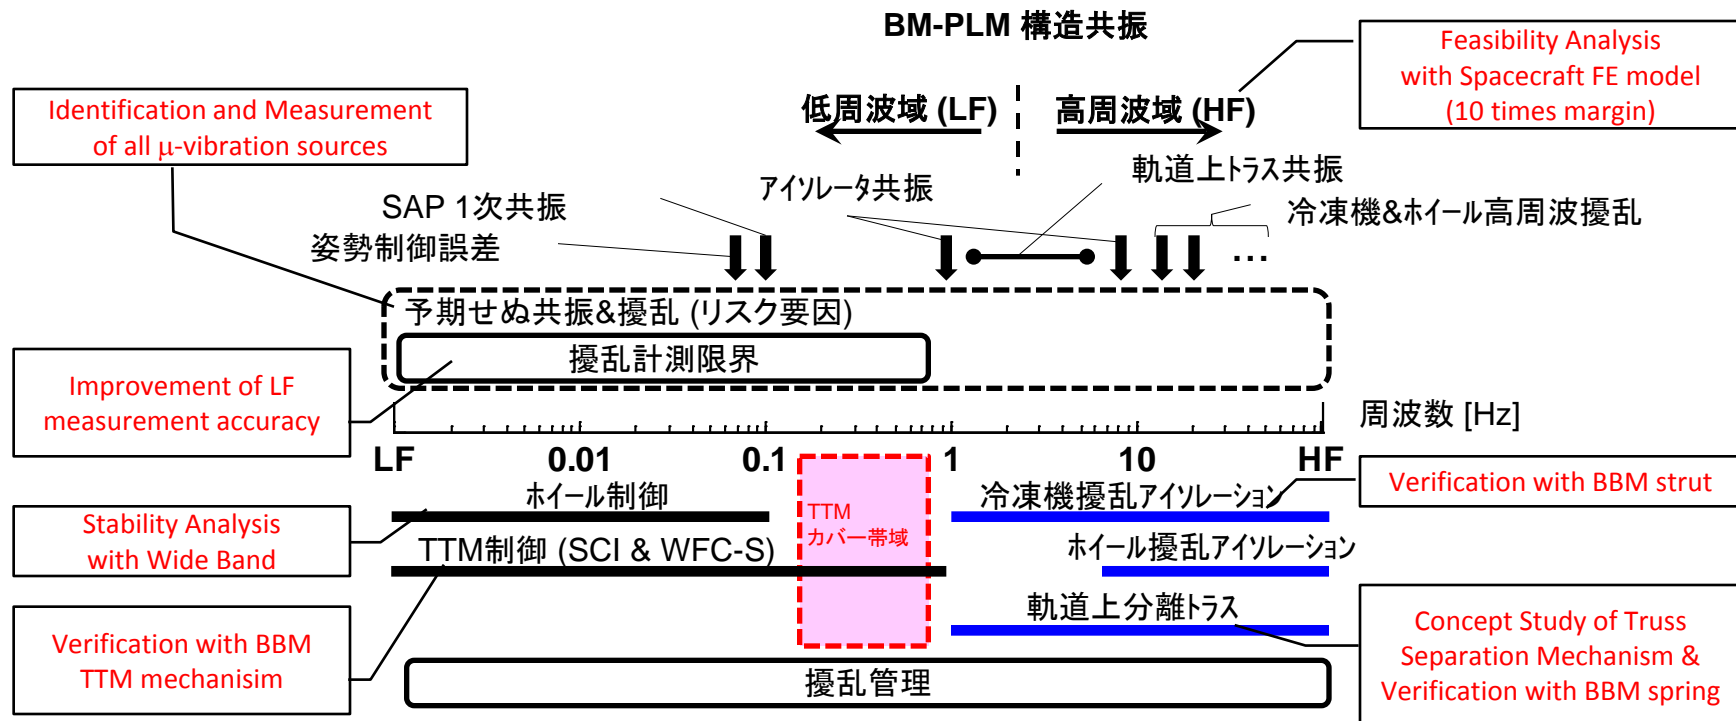 BM-PLM 構造共振
Feasibility Analysis
with Spacecraft FE model
(10 times margin)
Identification and Measurement
of all μ-vibration sources
低周波域 (LF)
高周波域 (HF)
SAP 1次共振
姿勢制御誤差
アイソレータ共振
軌道上トラス共振
冷凍機&ホイール高周波擾乱
...
予期せぬ共振&擾乱 (リスク要因)
擾乱計測限界
Improvement of LF
measurement accuracy
周波数 [Hz]
LF 0.01 0.1 1 10 HF
ホイール制御
TTM
カバー帯域
冷凍機擾乱アイソレーション
Verification with BBM strut
Stability Analysis
with Wide Band
TTM制御 (SCI & WFC-S)
ホイール擾乱アイソレーション
軌道上分離トラス
Verification with BBM
TTM mechanisim
Concept Study of Truss
Separation Mechanism &
Verification with BBM spring
擾乱管理